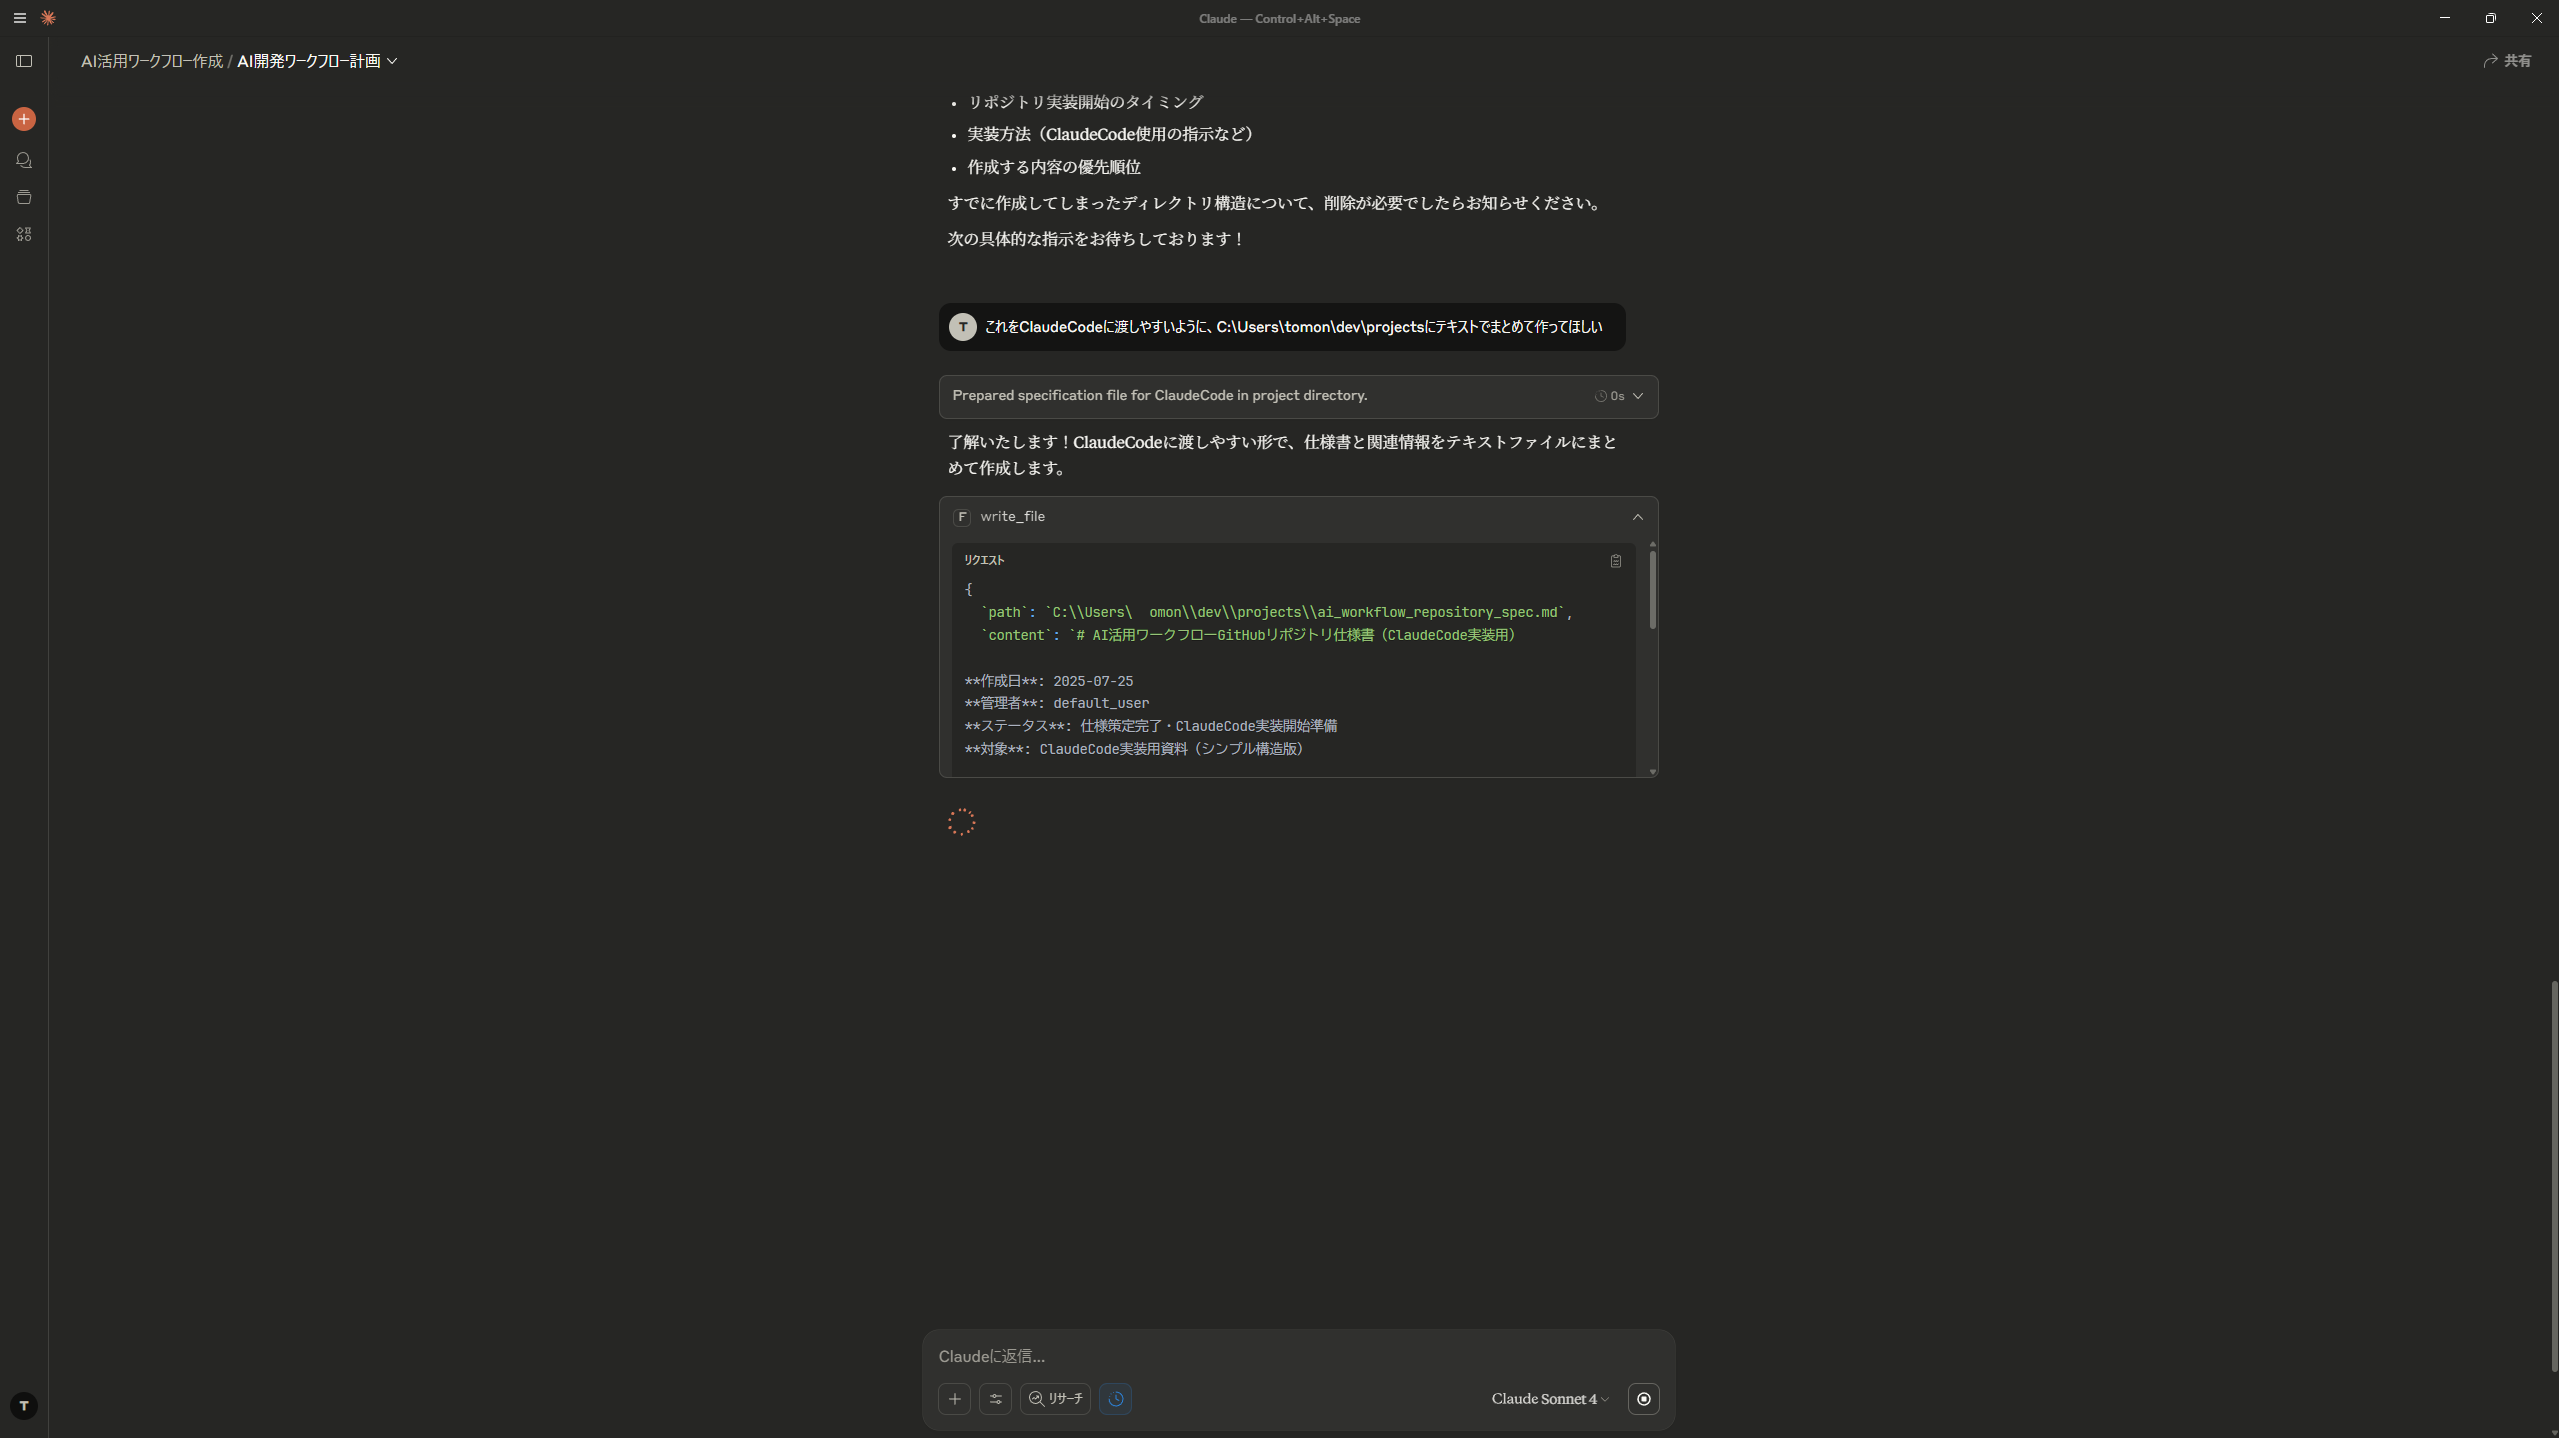 Claude — Control+Alt+Space
AI活用ワークフロー作成 / AI開発ワークフロー計画
共有
• リポジトリ実装開始のタイミング
• 実装方法（ClaudeCode使用の指示など）
• 作成する内容の優先順位
すでに作成してしまったディレクトリ構造について、削除が必要でしたらお知らせください。
次の具体的な指示をお待ちしております！
T
これをClaudeCodeに渡しやすいように、C:\Users\tomon\dev\projectsにテキストでまとめて作ってほしい
Prepared specification file for ClaudeCode in project directory.
0s
了解いたします！ClaudeCodeに渡しやすい形で、仕様書と関連情報をテキストファイルにまと
めて作成します。
F write_file
リクエスト
{
  `path`: `C:\\Users\  omon\\dev\\projects\\ai_workflow_repository_spec.md`,
  `content`: `# AI活用ワークフローGitHubリポジトリ仕様書（ClaudeCode実装用）
**作成日**: 2025-07-25
**管理者**: default_user
**ステータス**: 仕様策定完了・ClaudeCode実装開始準備
**対象**: ClaudeCode実装用資料（シンプル構造版）
Claudeに返信...
リサーチ
Claude Sonnet 4
T